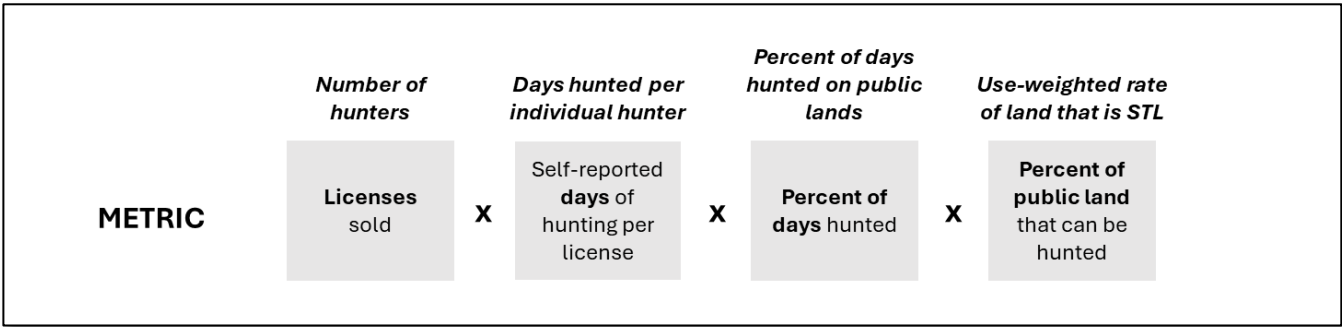 Number of
hunters
Days hunted per
individual hunter
Percent of days
hunted on public
lands
Use-weighted rate
of land that is STL
METRIC
Licenses
sold
x
Self-reported
days of
hunting per
license
x
Percent of
days hunted
x
Percent of
public land
that can be
hunted